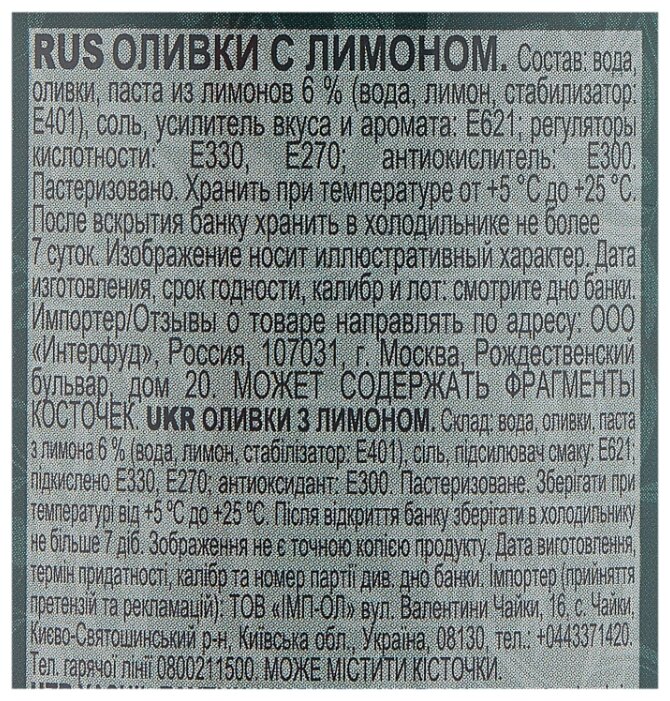 RUS ОЛИВКИ С ЛИМОНОМ. Состав: вода,
оливки, паста из лимонов 6 % (вода, лимон, стабилизатор:
Е401), соль, усилитель вкуса и аромата: Е621; регуляторы
кислотности: Е330, Е270; антиокислитель: Е300.
Пастеризовано. Хранить при температуре от +5 °С до +25 °С.
После вскрытия банку хранить в холодильнике не более
7 суток. Изображение носит иллюстративный характер. Дата
изготовления, срок годности, калибр и лот: смотрите дно банки.
Импортер/Отзывы о товаре направлять по адресу: ООО
«Интерфуд», Россия, 107031, г. Москва, Рождественский
бульвар, дом 20. МОЖЕТ СОДЕРЖАТЬ ФРАГМЕНТЫ
КОСТОЧЕК. UKR ОЛИВКИ З ЛИМОНОМ. Склад: вода, оливки, паста
з лимона 6 % (вода, лимон, стабілізатор: Е401), сіль, підсилювач смаку: Е621;
підкислено Е330, Е270; антиоксидант: Е300. Пастеризоване. Зберігати при
температурі від +5 ºС до +25 ºС. Після відкриття банку зберігати в холодильнику
не більше 7 діб. Зображення не є точною копією продукту. Дата виготовлення,
термін придатності, калібр та номер партії див. дно банки. Імпортер (прийняття
претензій та рекламацій): ТОВ «ІМП-ОЛ» вул. Валентини Чайки, 16, с. Чайки,
Києво-Святошинський р-н, Київська обл., Україна, 08130, тел.: +0443371420.
Тел. гарячої лінії 0800211500. МОЖЕ МІСТИТИ КІСТОЧКИ.